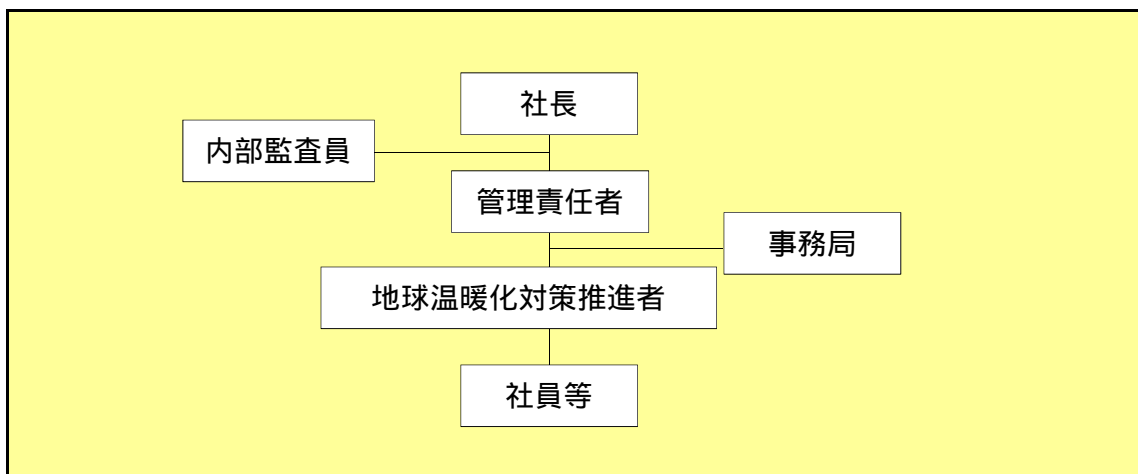 社長
内部監査員
管理責任者
事務局
地球温暖化対策推進者
社員等